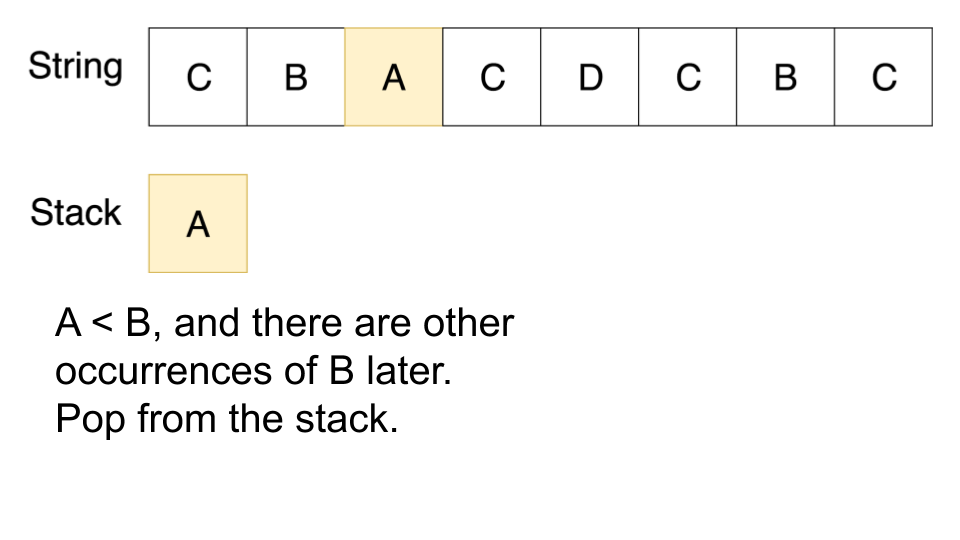 String C B A C D C B C
Stack A
A < B, and there are other
occurrences of B later.
Pop from the stack.